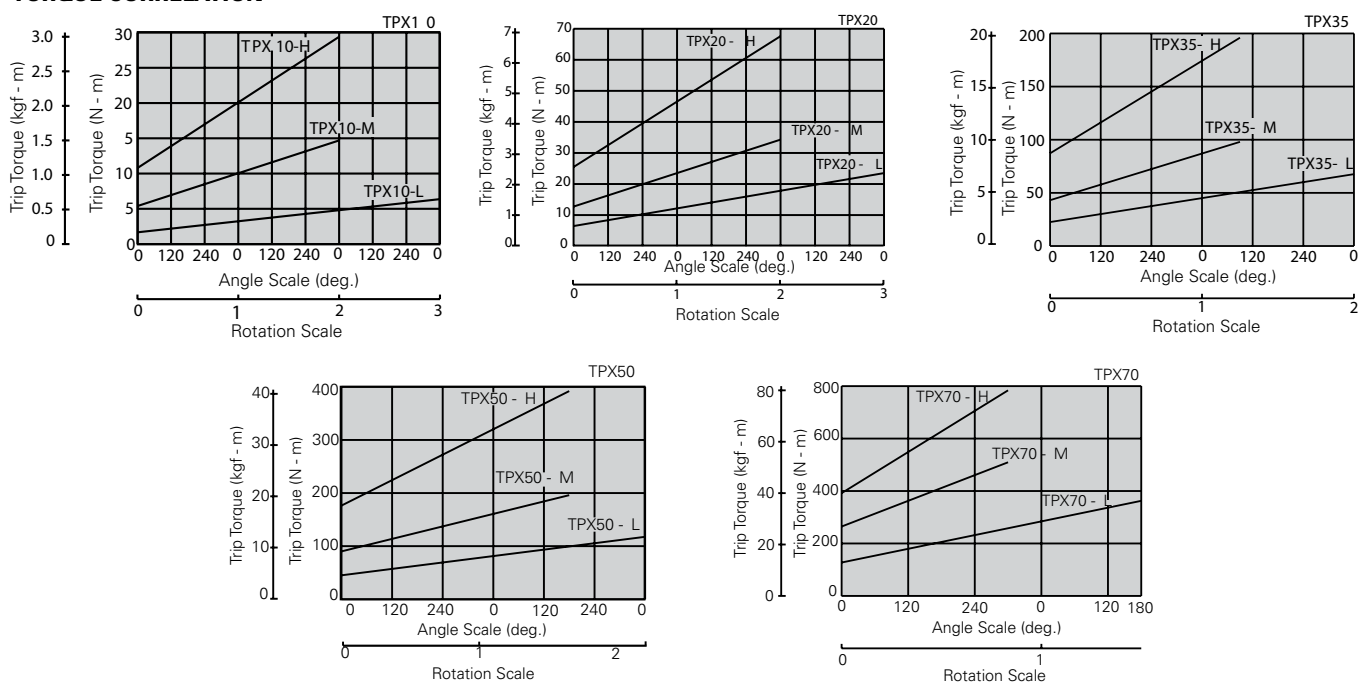 TORQUE CORRELATION
TPX1 0
3.0
2.5
2.0
1.5
1.0
0.5
0
Trip Torque (kgf - m)
30
25
20
5
10
5
0
Trip Torque (N - m)
TPX 10-H
TPX10-M
TPX10-L
0 120 240 0 120 240 0 120 240 0
Angle Scale (deg.)
0 1 2 3
Rotation Scale
TPX20
7
6
5
4
3
2
1
0
Trip Torque (kgf - m)
70
60
50
40
30
20
10
0
Trip Torque (N - m)
TPX20 - H
TPX20 - M
TPX20 - L
0 120 240 0 120 240 0 120 240 0
Angle Scale (deg.)
0 1 2 3
Rotation Scale
TPX35
20
15
10
5
0
Trip Torque (kgf - m)
200
150
100
50
0
Trip Torque (N - m)
TPX35- H
TPX35- M
TPX35- L
0 120 240 0 120 240 0
Angle Scale (deg.)
0 1 2
Rotation Scale
TPX50
40
30
20
10
0
Trip Torque (kgf - m)
400
300
200
100
0
Trip Torque (N - m)
TPX50 - H
TPX50 - M
TPX50 - L
0 120 240 0 120 240 0
Angle Scale (deg.)
0 1 2
Rotation Scale
TPX70
80
60
40
20
0
Trip Torque (kgf - m)
800
600
400
200
0
Trip Torque (N - m)
TPX70 - H
TPX70 - M
TPX70 - L
0 120 240 0 120 180
Angle Scale (deg.)
0 1
Rotation Scale